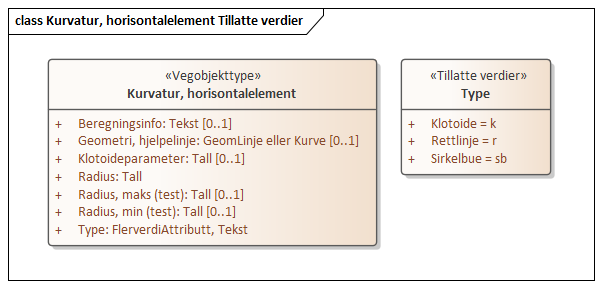 class Kurvatur, horisontalelement Tillatte verdier
«Vegobjekttype»
Kurvatur, horisontalelement
+ Beregningsinfo: Tekst [0..1]
+ Geometri, hjelpelinje: GeomLinje eller Kurve [0..1]
+ Klotoideparameter: Tall [0..1]
+ Radius: Tall
+ Radius, maks (test): Tall [0..1]
+ Radius, min (test): Tall [0..1]
+ Type: FlerverdiAttributt, Tekst
«Tillatte verdier»
Type
+ Klotoide = k
+ Rettlinje = r
+ Sirkelbue = sb